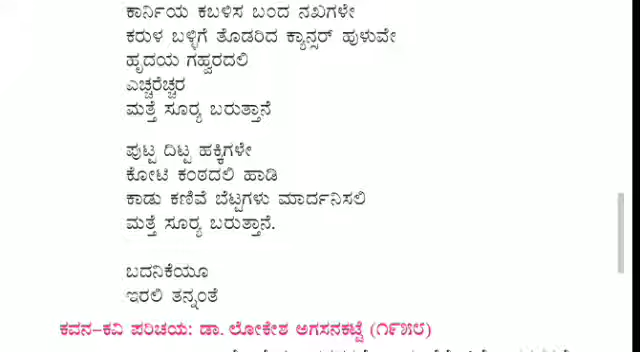 ಕಾರ್ನಿಯ ಕಬಳಿಸ ಬಂದ ನಖಗಳೇ
ಕರುಳ ಬಳ್ಳಿಗೆ ತೊಡರಿದ ಕ್ಯಾನ್ಸರ್ ಹುಳುವೇ
ಹೃದಯ ಗಹ್ವರದಲಿ
ಎಚ್ಚರೆಚ್ಚರ
ಮತ್ತೆ ಸೂರ್‍ಯ ಬರುತ್ತಾನೆ
ಪುಟ್ಟ ದಿಟ್ಟ ಹಕ್ಕಿಗಳೇ
ಕೋಟಿ ಕಂಠದಲಿ ಹಾಡಿ
ಕಾಡು ಕಣಿವೆ ಬೆಟ್ಟಗಳು ಮಾರ್ದನಿಸಲಿ
ಮತ್ತೆ ಸೂರ್‍ಯ ಬರುತ್ತಾನೆ.
ಬದನಿಕೆಯೂ
ಇರಲಿ ತನ್ನಂತೆ
ಕವನ–ಕವಿ ಪರಿಚಯ: ಡಾ. ಲೋಕೇಶ ಅಗಸನಕಟ್ಟೆ (೧೯೫೮)